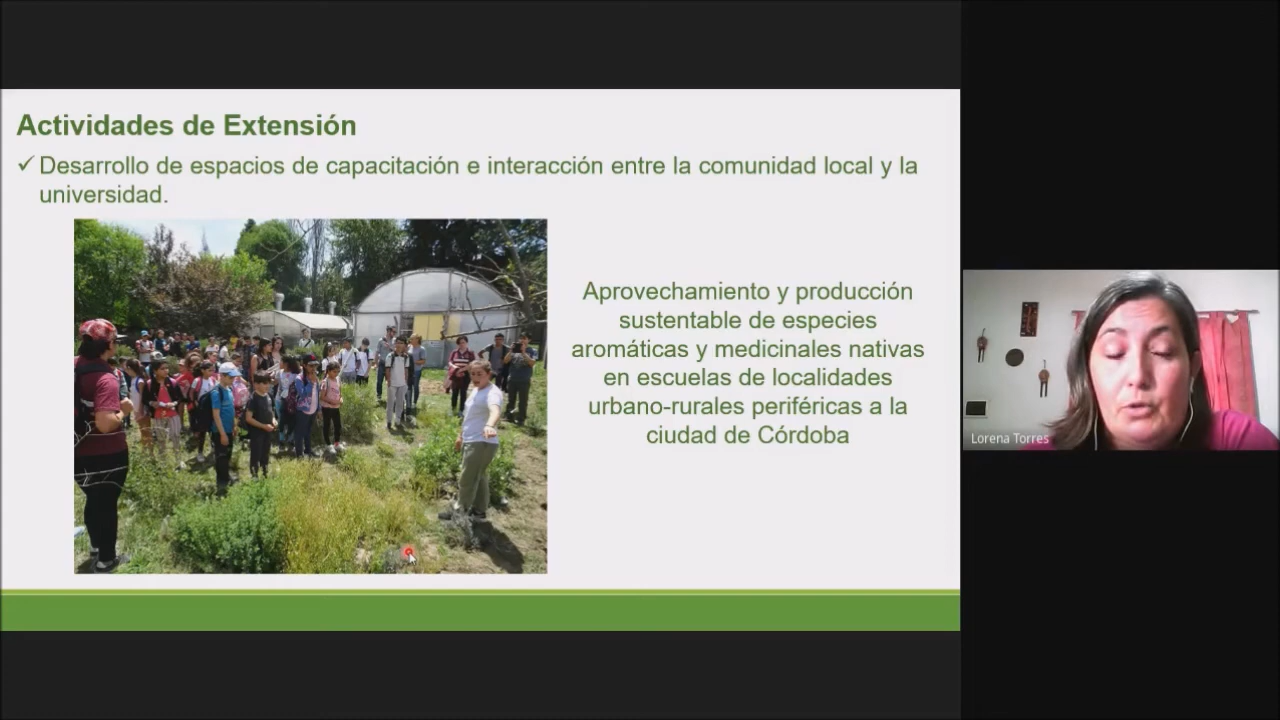 Actividades de Extensión
✓ Desarrollo de espacios de capacitación e interacción entre la comunidad local y la
universidad.
Aprovechamiento y producción
sustentable de especies
aromáticas y medicinales nativas
en escuelas de localidades
urbano-rurales periféricas a la
ciudad de Córdoba
Lorena Torres